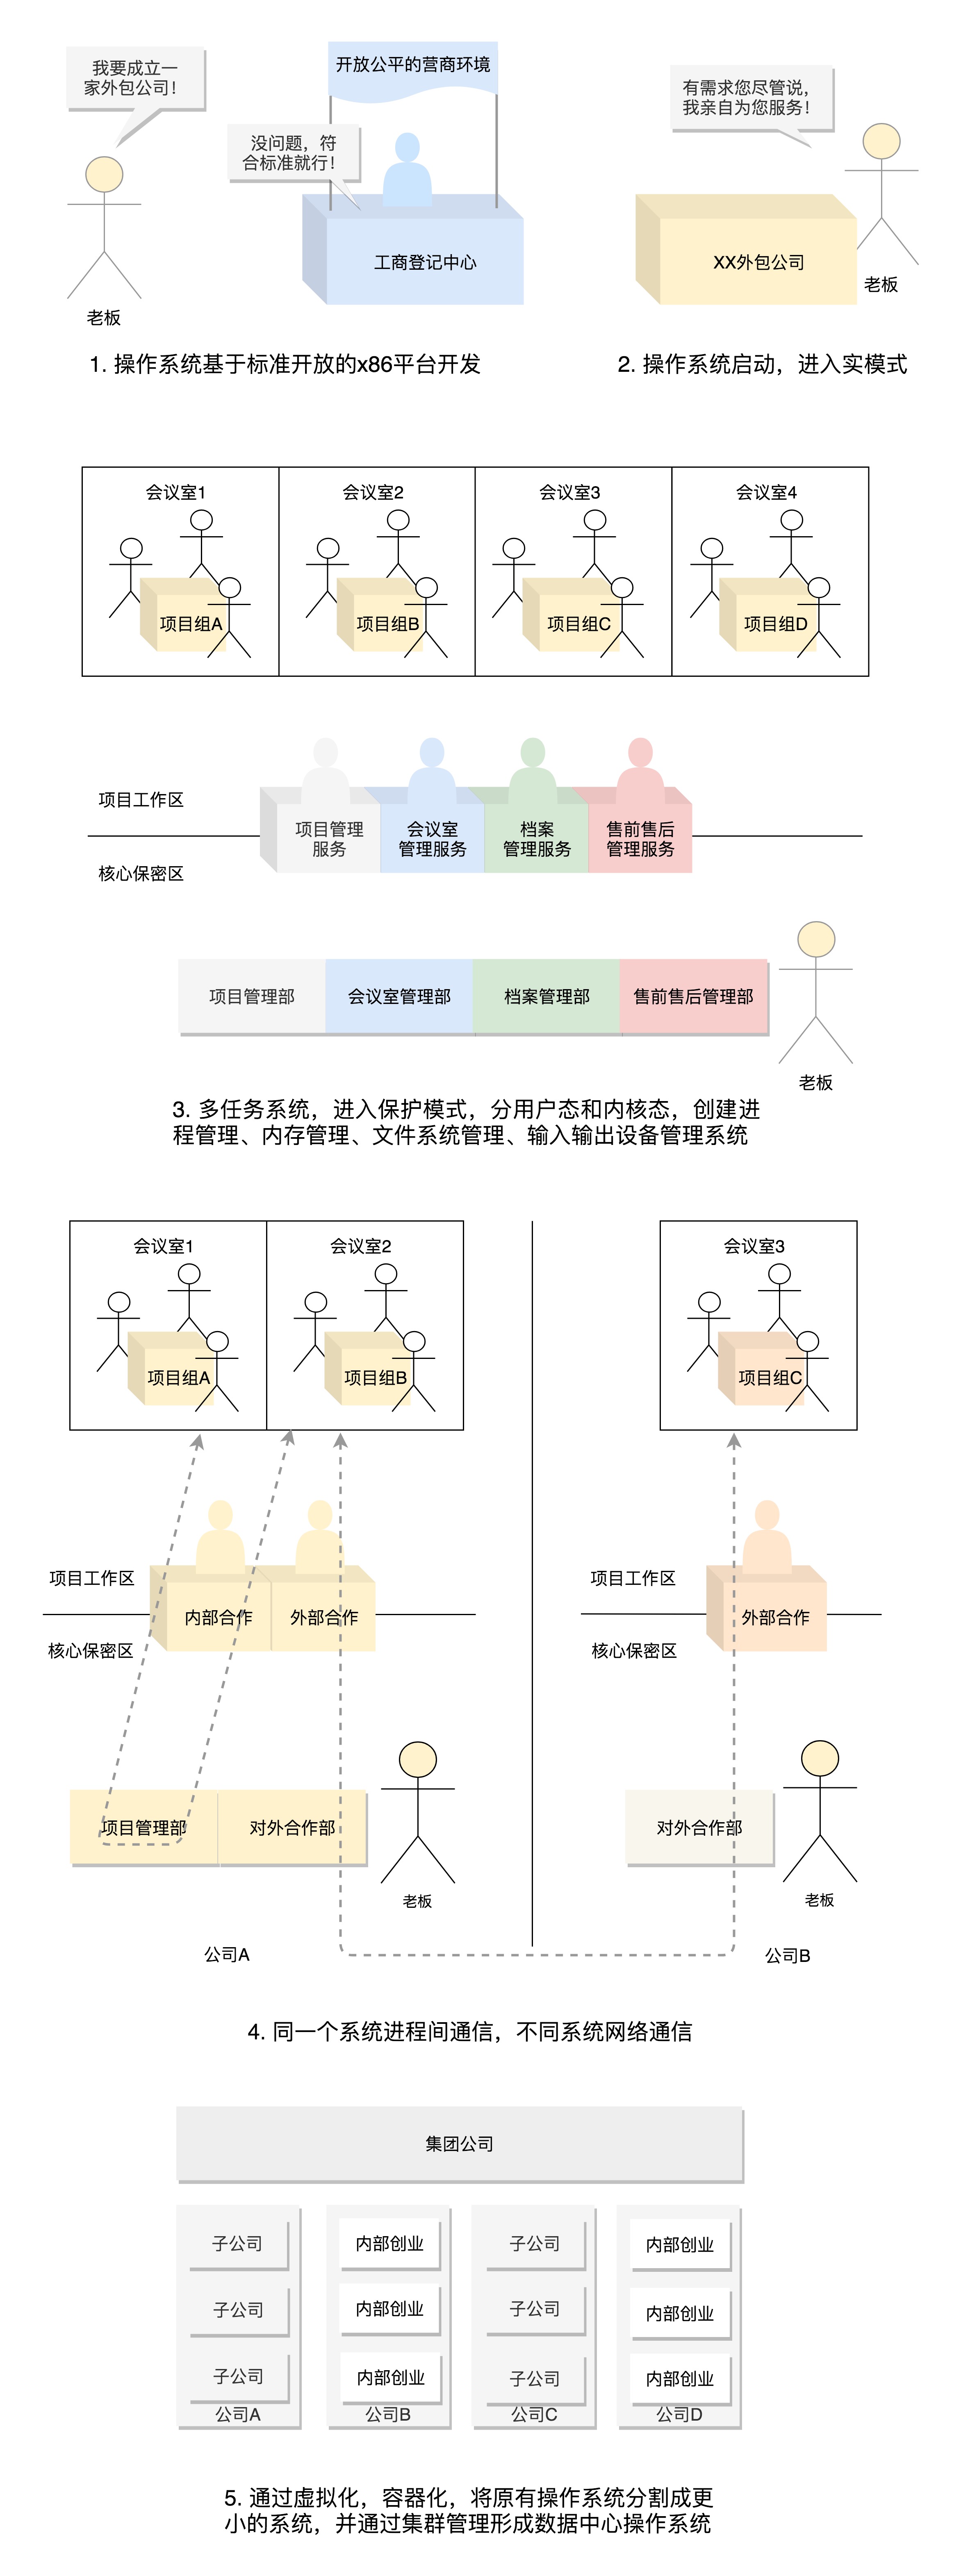 我要成立一
家外包公司！
开放公平的营商环境
没问题，符
合标准就行！
工商登记中心
老板
有需求您尽管说，
我亲自为您服务！
XX外包公司
老板
1. 操作系统基于标准开放的x86平台开发
2. 操作系统启动，进入实模式
会议室1
会议室2
会议室3
会议室4
项目组A
项目组B
项目组C
项目组D
项目工作区
核心保密区
项目管理
服务
会议室
管理服务
档案
管理服务
售前售后
管理服务
项目管理部
会议室管理部
档案管理部
售前售后管理部
老板
3. 多任务系统，进入保护模式，分用户态和内核态，创建进
程管理、内存管理、文件系统管理、输入输出设备管理系统
会议室1
会议室2
会议室3
项目组A
项目组B
项目组C
项目工作区
核心保密区
内部合作
外部合作
项目工作区
核心保密区
外部合作
项目管理部
对外合作部
老板
对外合作部
老板
公司A
公司B
4. 同一个系统进程间通信，不同系统网络通信
集团公司
子公司
内部创业
子公司
内部创业
子公司
内部创业
子公司
内部创业
子公司
内部创业
子公司
内部创业
公司A
公司B
公司C
公司D
5. 通过虚拟化，容器化，将原有操作系统分割成更
小的系统，并通过集群管理形成数据中心操作系统